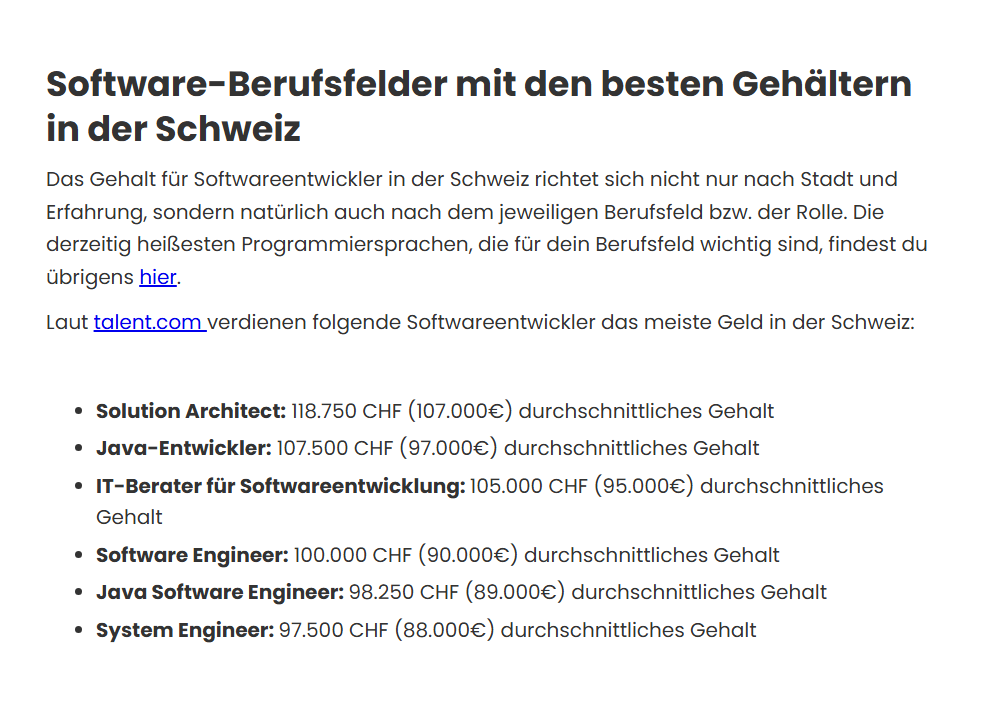 Software-Berufsfelder mit den besten Gehältern
in der Schweiz
Das Gehalt für Softwareentwickler in der Schweiz richtet sich nicht nur nach Stadt und
Erfahrung, sondern natürlich auch nach dem jeweiligen Berufsfeld bzw. der Rolle. Die
derzeitig heißesten Programmiersprachen, die für dein Berufsfeld wichtig sind, findest du
übrigens hier.
Laut talent.com verdienen folgende Softwareentwickler das meiste Geld in der Schweiz:
• Solution Architect: 118.750 CHF (107.000€) durchschnittliches Gehalt
• Java-Entwickler: 107.500 CHF (97.000€) durchschnittliches Gehalt
• IT-Berater für Softwareentwicklung: 105.000 CHF (95.000€) durchschnittliches
Gehalt
• Software Engineer: 100.000 CHF (90.000€) durchschnittliches Gehalt
• Java Software Engineer: 98.250 CHF (89.000€) durchschnittliches Gehalt
• System Engineer: 97.500 CHF (88.000€) durchschnittliches Gehalt